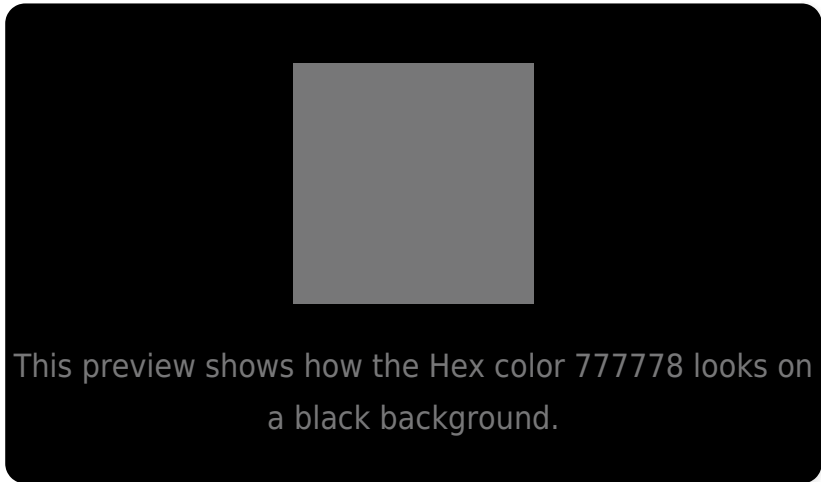 This preview shows how the Hex color 777778 looks on
a black background.